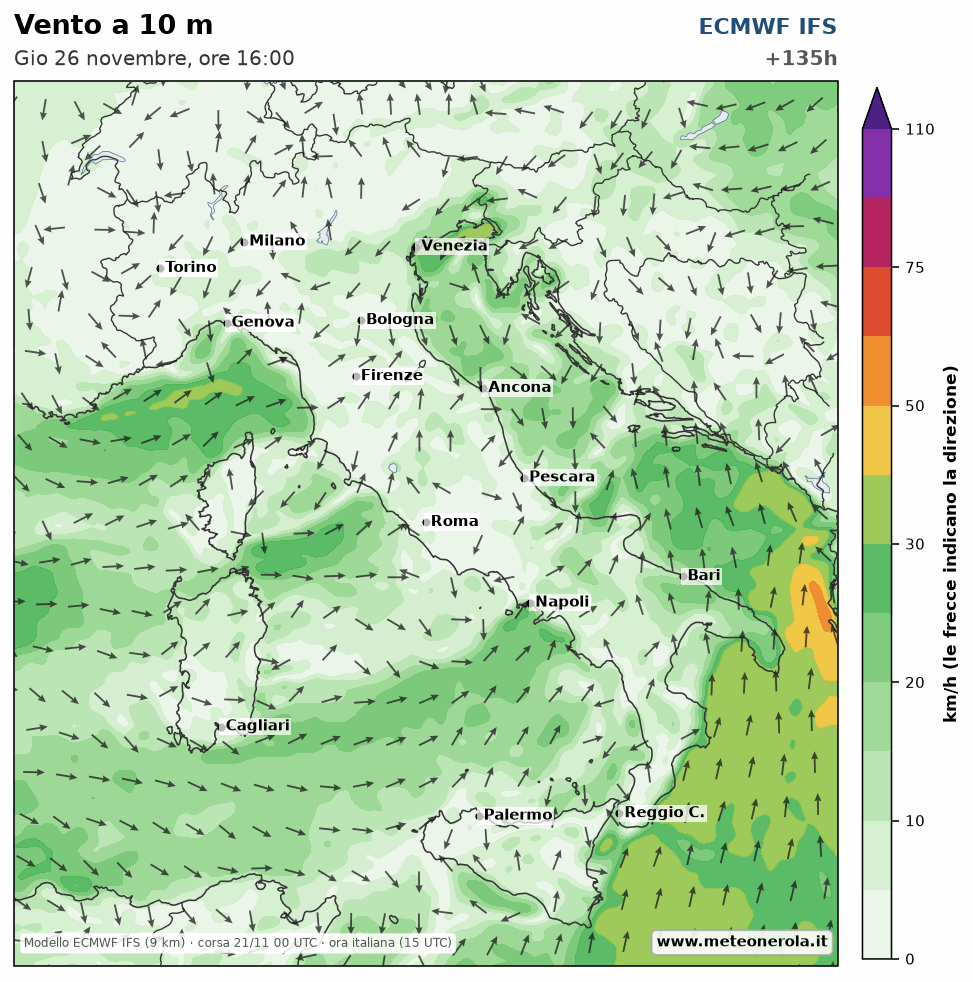 Vento a 10 m
ECMWF IFS
Gio 26 novembre, ore 16:00
+135h
110
75
50
30
20
10
0
km/h (le frecce indicano la direzione)
Milano
Venezia
Torino
Genova
Bologna
Firenze
Ancona
Pescara
Roma
Bari
Napoli
Cagliari
Palermo
Reggio C.
Modello ECMWF IFS (9 km) · corsa 21/11 00 UTC · ora italiana (15 UTC)
www.meteonerola.it